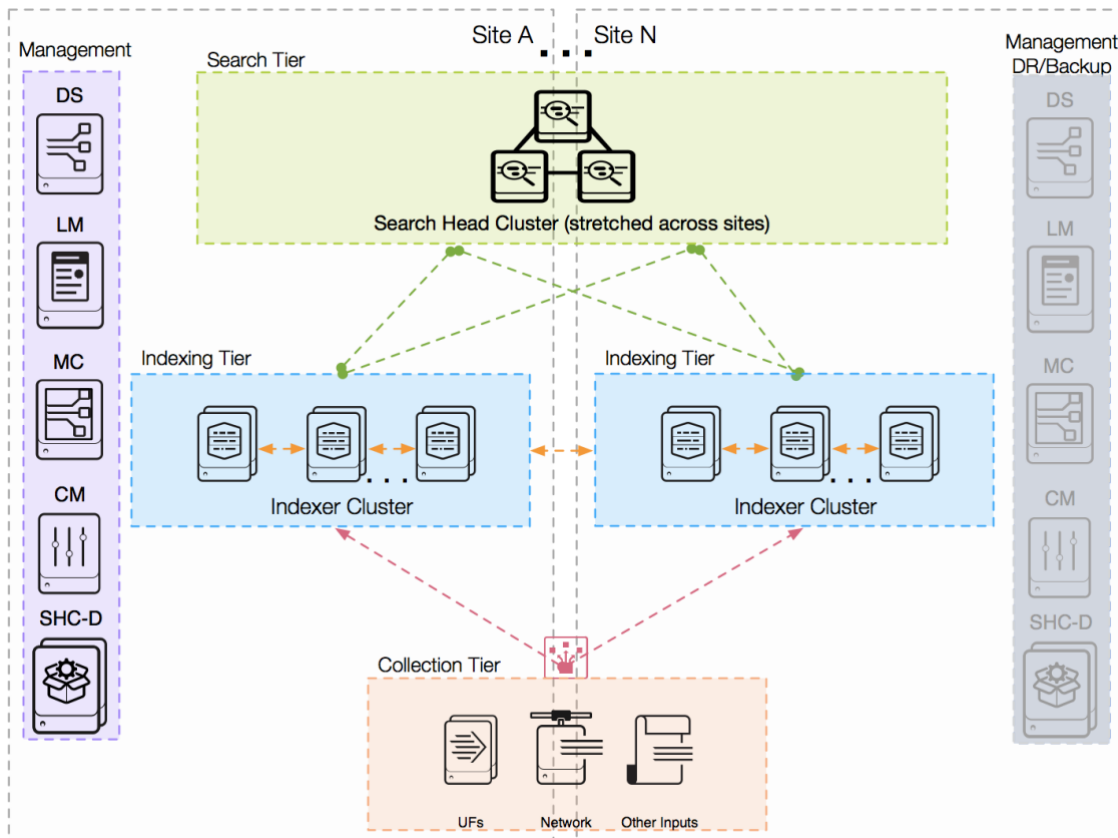 Site A
Site N
Management
Search Tier
Management
DR/Backup
DS
LM
MC
CM
SHC-D
Search Head Cluster (stretched across sites)
Indexing Tier
Indexing Tier
Indexer Cluster
Indexer Cluster
Collection Tier
UFs
Network
Other Inputs
DS
LM
MC
CM
SHC-D